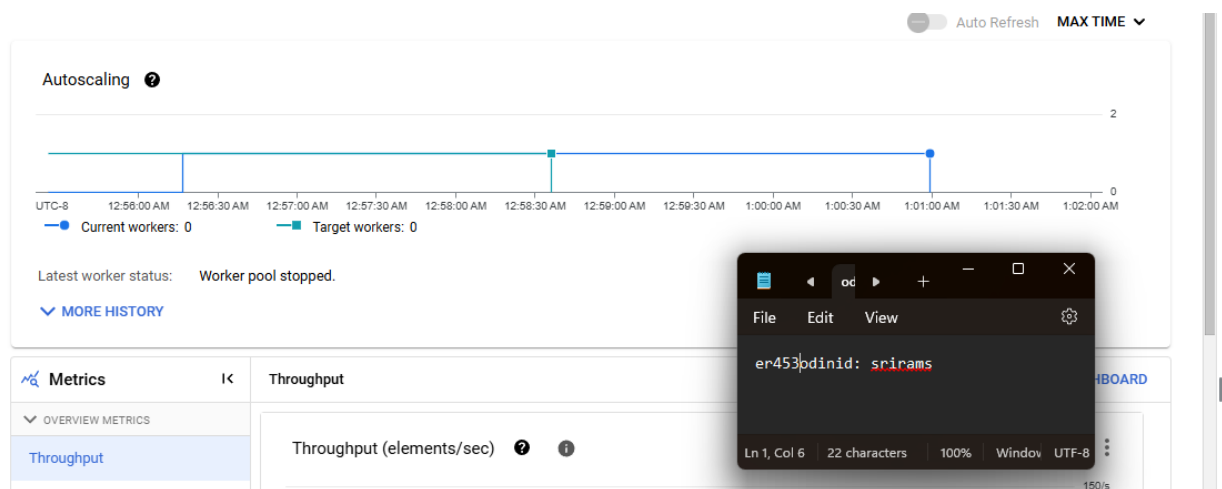 Auto Refresh MAX TIME
Autoscaling
2
0
UTC-8 12:56:00 AM 12:56:30 AM 12:57:00 AM 12:57:30 AM 12:58:00 AM 12:58:30 AM 12:59:00 AM 12:59:30 AM 1:00:00 AM 1:00:30 AM 1:01:00 AM 1:01:30 AM 1:02:00 AM
Current workers: 0 Target workers: 0
Latest worker status: Worker pool stopped.
MORE HISTORY
od
File Edit View
er453odinid: srirams
Ln 1, Col 6 22 characters 100% Window UTF-8
Metrics
Throughput
HBOARD
OVERVIEW METRICS
Throughput
Throughput (elements/sec)
150/s